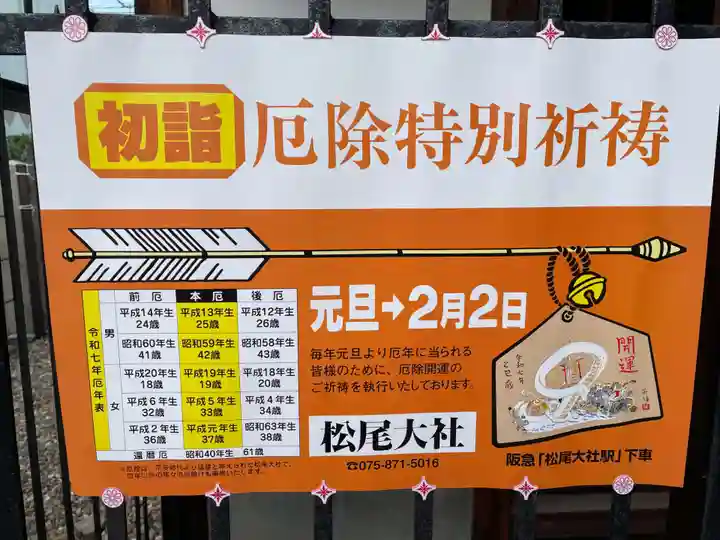 初詣 厄除特別祈祷
元旦→2月2日
毎年元旦より厄年に当られる
皆様のために、厄除開運の
ご祈祷を執行いたしております。
松尾大社
☎075-871-5016
令和七年厄年表
前厄 本厄 後厄
男
平成14年生 24歳 平成13年生 25歳 平成12年生 26歳
昭和60年生 41歳 昭和59年生 42歳 昭和58年生 43歳
女
平成20年生 18歳 平成19年生 19歳 平成18年生 20歳
平成6年生 32歳 平成5年生 33歳 平成4年生 34歳
平成2年生 36歳 平成元年生 37歳 昭和63年生 38歳
還暦厄 昭和40年生 61歳
開運
令和七年
乙巳歳
阪急「松尾大社駅」下車